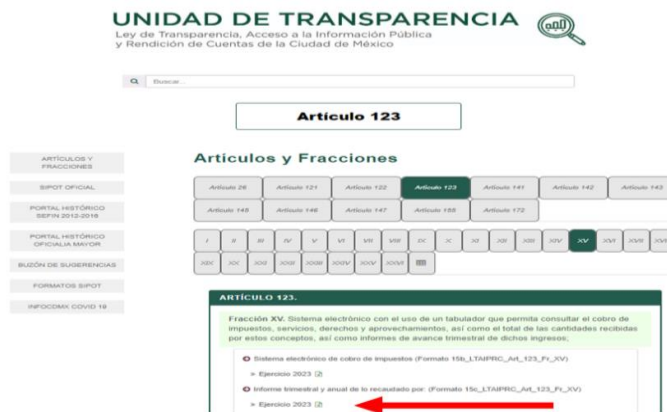 UNIDAD DE TRANSPARENCIA
Ley de Transparencia, Acceso a la Información Pública
y Rendición de Cuentas de la Ciudad de México
Buscar...
Artículo 123
ARTÍCULOS Y
FRACCIONES
SIPOT OFICIAL
PORTAL HISTÓRICO
SEFIN 2012-2018
PORTAL HISTÓRICO
OFICIALIA MAYOR
BUZÓN DE SUGERENCIAS
FORMATOS SIPOT
INFOCDMX COVID 19
Artículos y Fracciones
Artículo 121 Artículo 122 Artículo 123 Artículo 141 Artículo 142 Artículo 143
Artículo 145 Artículo 146 Artículo 147 Artículo 172
I II III IV V VI VII VIII IX X XI XII XIII XIV XV XVI XVII
XIX XX XXI XXII XXIII XXIV XXV XXVI
ARTÍCULO 123.
Fracción XV. Sistema electrónico con el uso de un tabulador que permita consultar el cobro de
impuestos, servicios, derechos y aprovechamientos, así como el total de las cantidades recibidas
por estos conceptos, así como informes de avance trimestral de dichos ingresos;
Sistema electrónico de cobro de impuestos (Formato 15b_LTAIPRC_Art_123_Fr_XV)
> Ejercicio 2023
Informe trimestral y anual de lo recaudado por: (Formato 15c_LTAIPRC_Art_123_Fr_XV)
> Ejercicio 2023